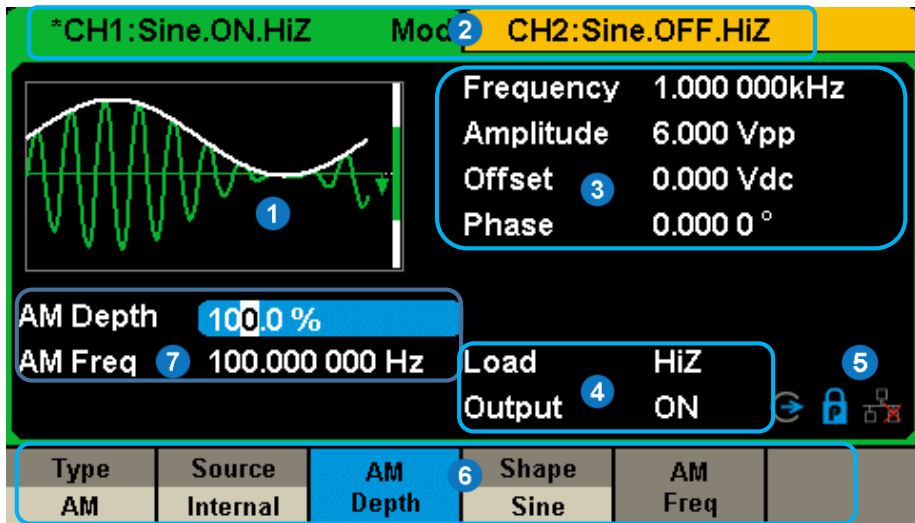 *CH1:Sine.ON.HiZ Mod 2 CH2:Sine.OFF.HiZ
Frequency 1.000 000kHz
Amplitude 6.000 Vpp
Offset 3 0.000 Vdc
Phase 0.000 0 °
1
AM Depth 100.0 %
AM Freq 7 100.000 000 Hz
Load HiZ
Output 4 ON
5
P
Type Source AM Depth 6 Shape AM Freq
AM Internal Sine